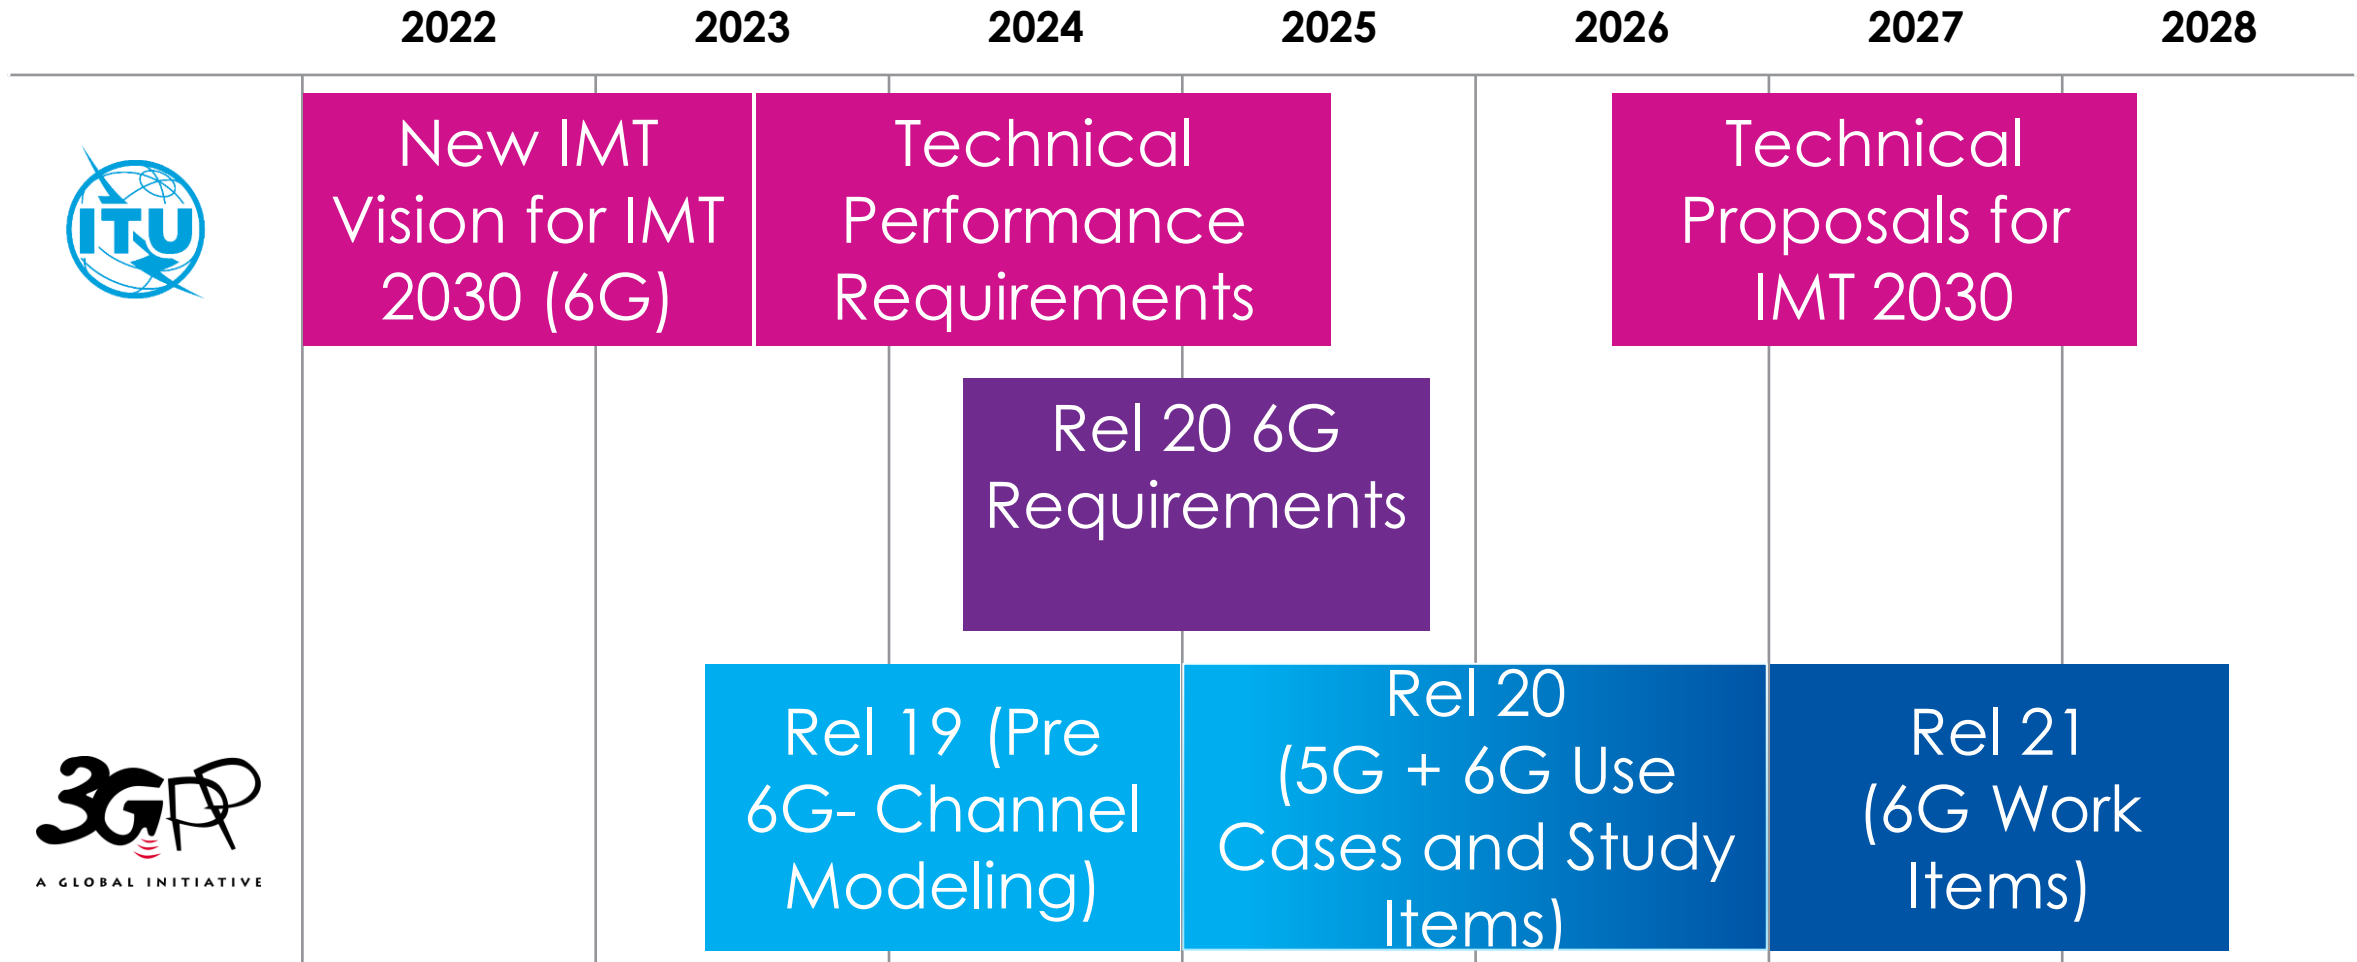 2022 2023 2024 2025 2026 2027 2028
ITU
New IMT
Vision for IMT
2030 (6G)
Technical
Performance
Requirements
Technical
Proposals for
IMT 2030
Rel 20 6G
Requirements
3GPP
A GLOBAL INITIATIVE
Rel 19 (Pre
6G- Channel
Modeling)
Rel 20
(5G + 6G Use
Cases and Study
Items)
Rel 21
(6G Work
Items)